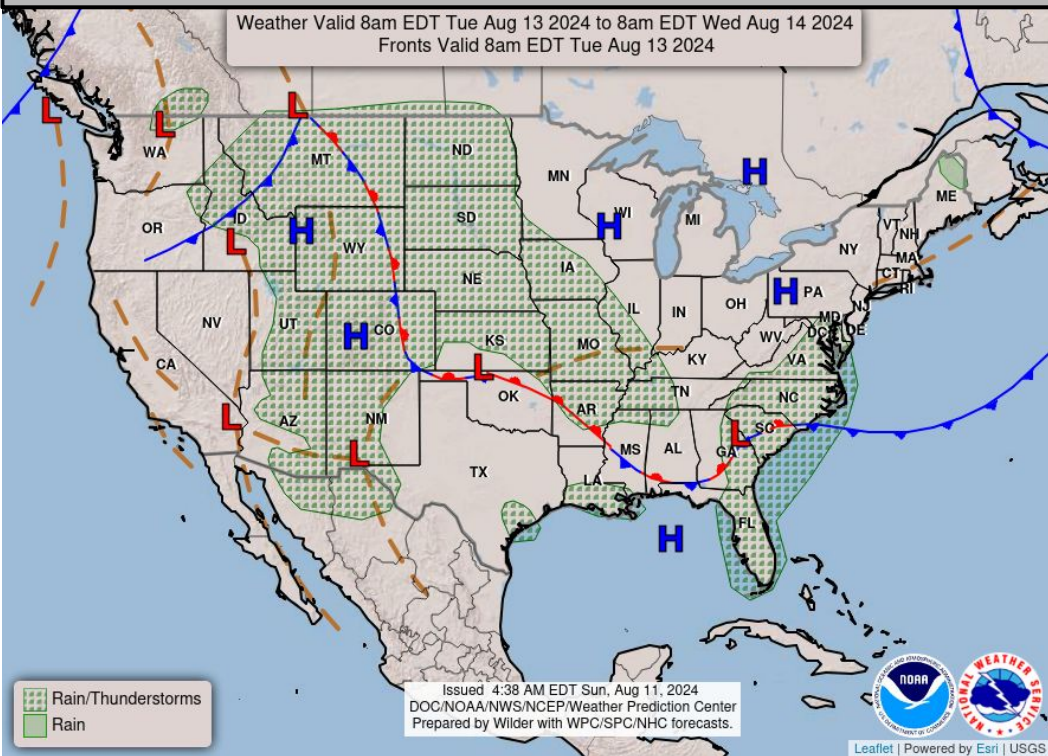 Weather Valid 8am EDT Tue Aug 13 2024 to 8am EDT Wed Aug 14 2024
Fronts Valid 8am EDT Tue Aug 13 2024
L
L
L
WA
MT
ND
MN
H
WI
MI
ME
OR
ID
L
H
WY
SD
H
VT
NH
NY
MA
CT
RI
NV
UT
H
CO
NE
IA
IL
IN
OH
H
PA
NJ
MD
DE
DC
WV
VA
CA
KS
MO
KY
L
AZ
NM
L
OK
AR
TN
NC
L
TX
LA
MS
AL
GA
L
SC
H
FL
Rain/Thunderstorms
Rain
Issued 4:38 AM EDT Sun, Aug 11, 2024
DOC/NOAA/NWS/NCEP/Weather Prediction Center
Prepared by Wilder with WPC/SPC/NHC forecasts.
NOAA
NATIONAL WEATHER SERVICE
Leaflet | Powered by Esri | USGS